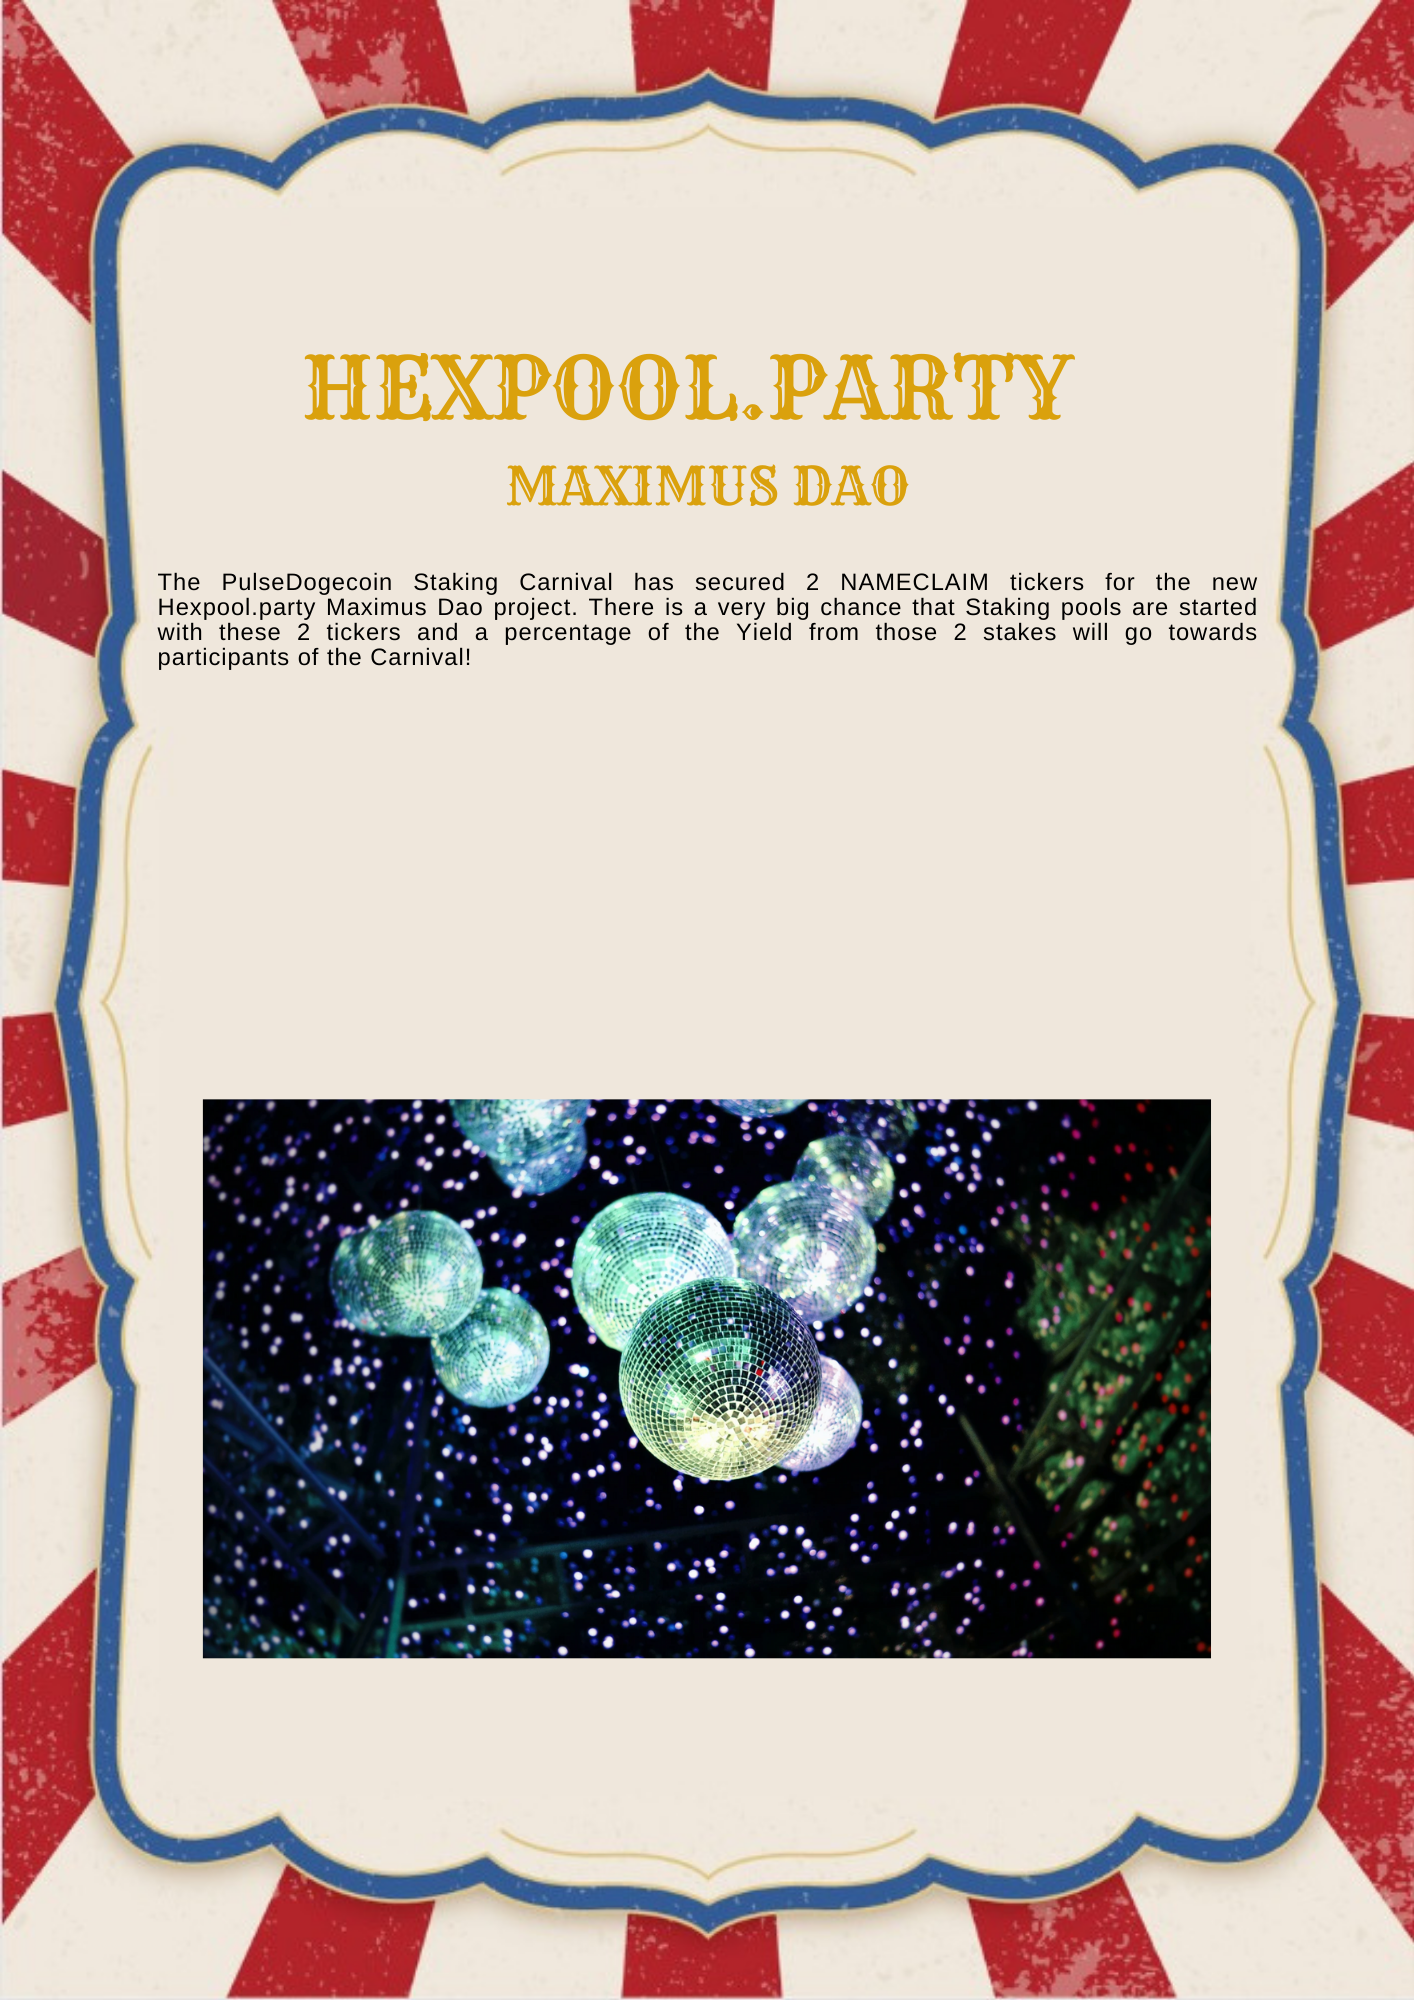 HEXPOOL.PARTY
MAXIMUS DAO
The PulseDogecoin Staking Carnival has secured 2 NAMECLAIM tickers for the new
Hexpool.party Maximus Dao project. There is a very big chance that Staking pools are started
with these 2 tickers and a percentage of the Yield from those 2 stakes will go towards
participants of the Carnival!